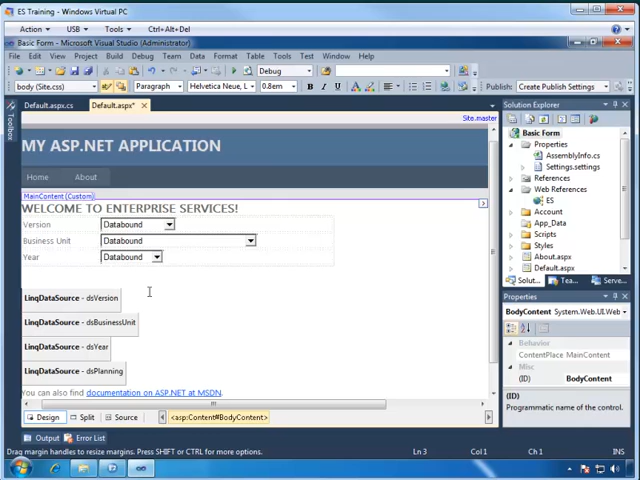 ES Training - Windows Virtual PC
Action USB Tools Ctrl+Alt+Del
Basic Form - Microsoft Visual Studio (Administrator)
File Edit View Project Build Debug Team Data Format Table Tools Test Window Help
Debug
body (Site.css) Paragraph Helvetica Neue, L 0.8em B I U A Publish: Create Publish Settings
Default.aspx.cs Default.aspx* Solution Explorer
Toolbox
Site.master
MY ASP.NET APPLICATION
Home About
MainContent (Custom)
WELCOME TO ENTERPRISE SERVICES!
Version Databound
Business Unit Databound
Year Databound
LinqDataSource - dsVersion
LinqDataSource - dsBusinessUnit
LinqDataSource - dsYear
LinqDataSource - dsPlanning
You can also find documentation on ASP.NET at MSDN.
Design Split Source <asp:Content#BodyContent>
Basic Form
Properties
AssemblyInfo.cs
Settings.settings
References
Web References
ES
Account
App_Data
Scripts
Styles
About.aspx
Default.aspx
Solut... Tea... Serve...
Properties
BodyContent System.Web.UI.Web
Behavior
ContentPlace MainContent
Misc
(ID) BodyContent
(ID)
Programmatic name of the control.
Output Error List
Drag margin handles to resize margins. Press SHIFT or CTRL for more options. Ln 3 Col 1 Ch 1 INS